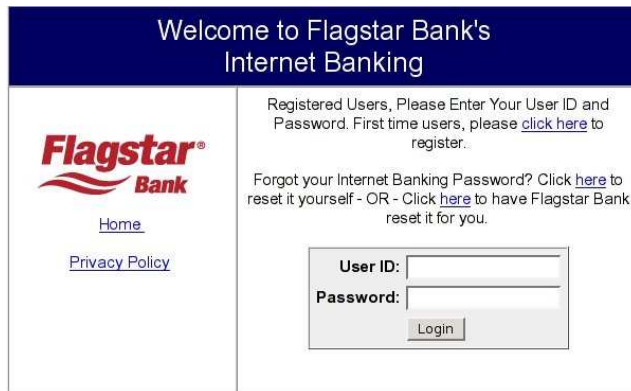 Welcome to Flagstar Bank's
Internet Banking
Flagstar®
Bank
Home
Privacy Policy
Registered Users, Please Enter Your User ID and
Password. First time users, please click here to
register.
Forgot your Internet Banking Password? Click here to
reset it yourself - OR - Click here to have Flagstar Bank
reset it for you.
User ID:
Password:
Login